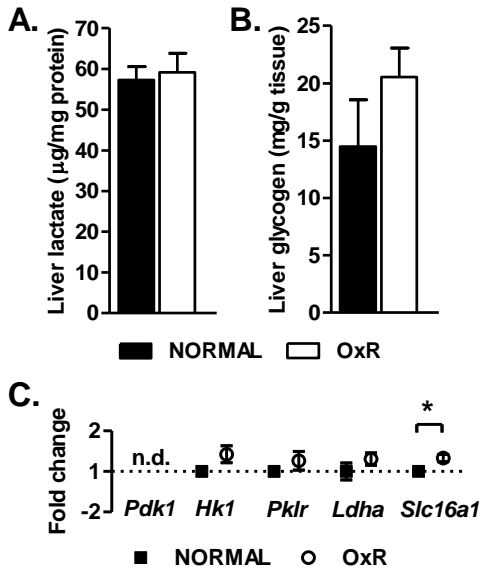 A.
Liver lactate (µg/mg protein)
70
60
50
40
30
20
10
0
B.
Liver glycogen (mg/g tissue)
25
20
15
10
5
0
NORMAL OxR
C.
Fold change
2
1
-2
n.d.
*
Pdk1 Hk1 Pklr Ldha Slc16a1
NORMAL OxR